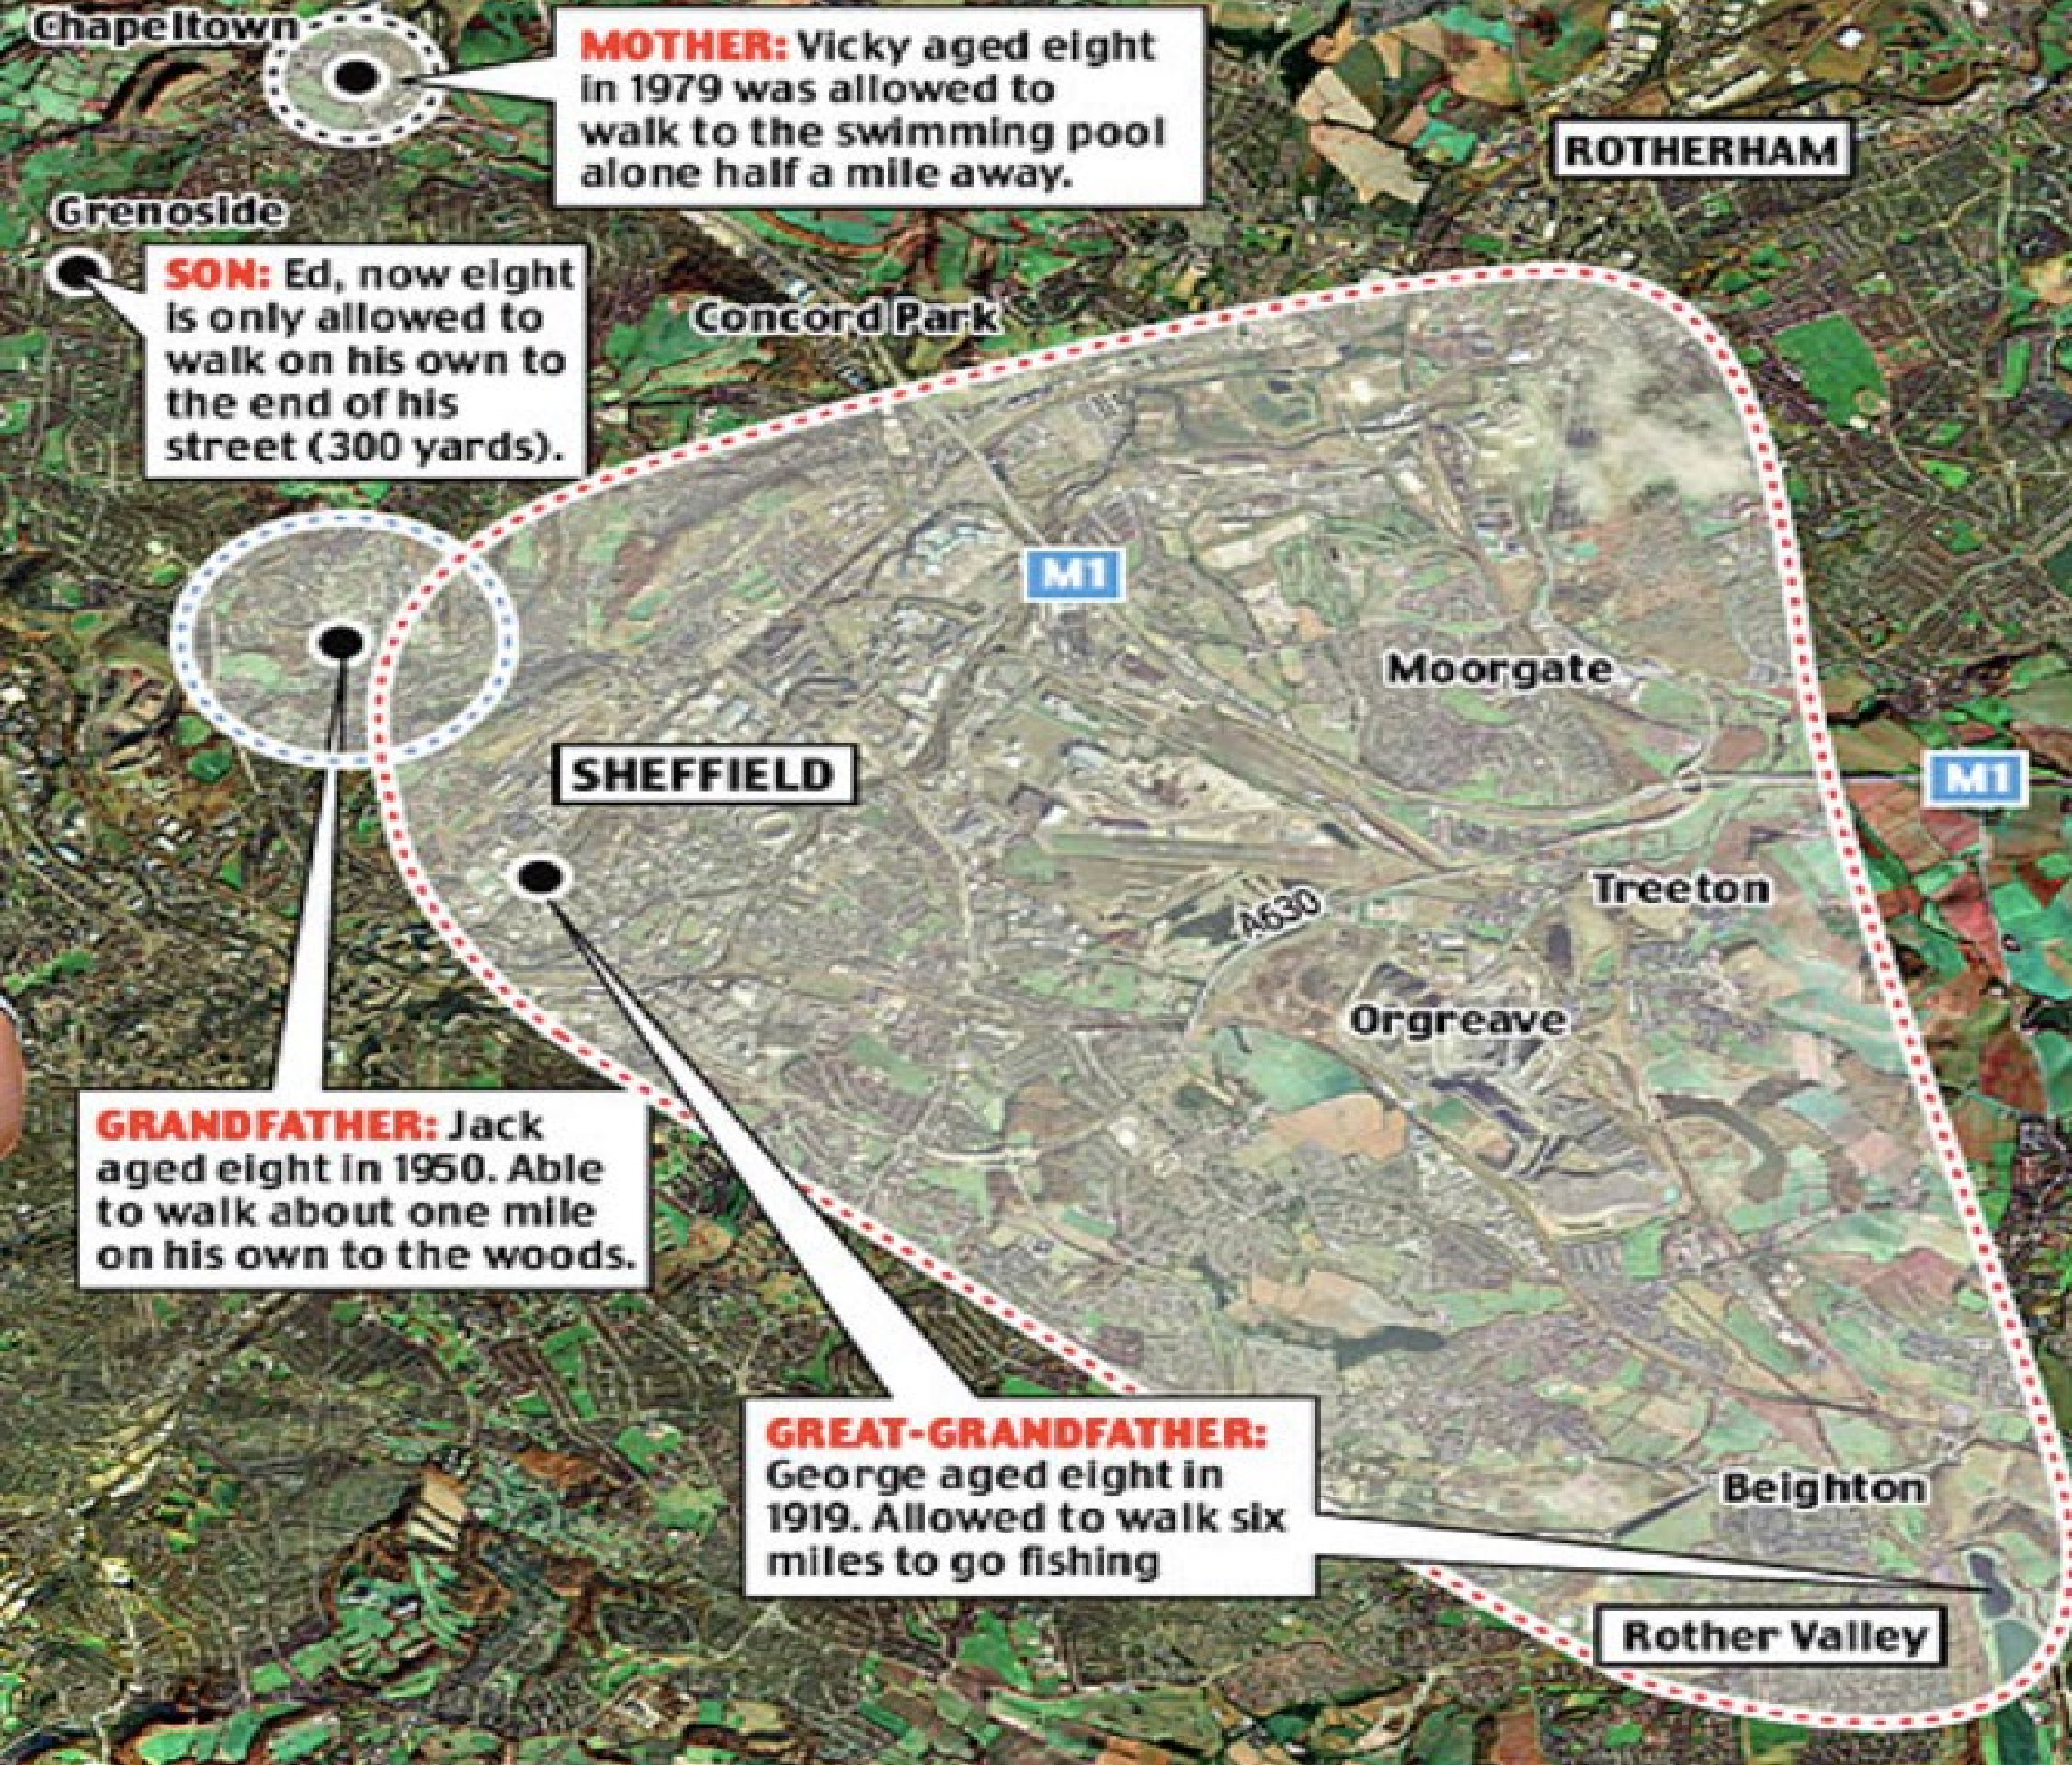 Chapeltown
MOTHER: Vicky aged eight
in 1979 was allowed to
walk to the swimming pool
alone half a mile away.
ROTHERHAM
Grenoside
SON: Ed, now eight
is only allowed to
walk on his own to
the end of his
street (300 yards).
Concord Park
M1
Moorgate
SHEFFIELD
M1
Treeton
A630
Orgreave
GRANDFATHER: Jack
aged eight in 1950. Able
to walk about one mile
on his own to the woods.
GREAT-GRANDFATHER:
George aged eight in
1919. Allowed to walk six
miles to go fishing
Beighton
Rother Valley